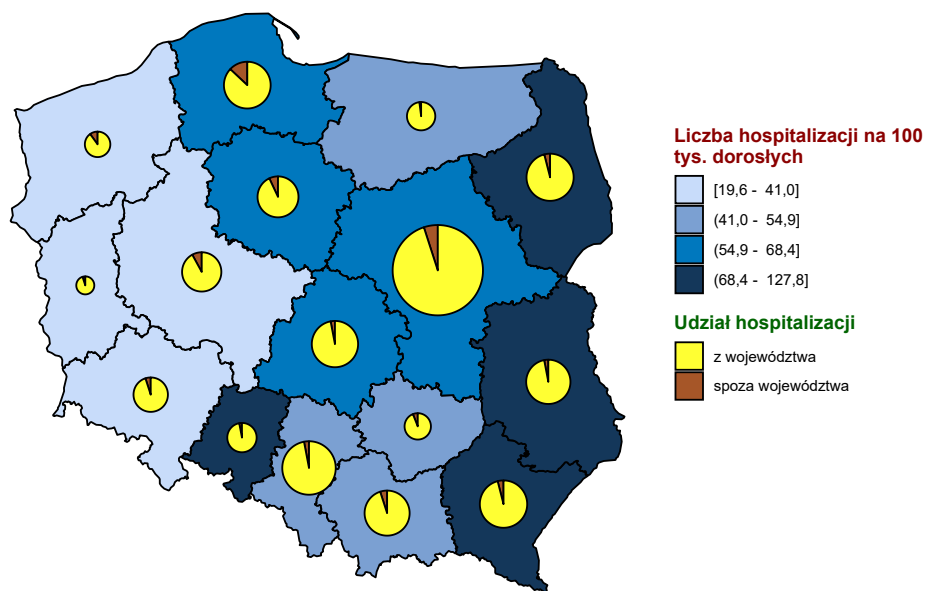 Liczba hospitalizacji na 100
tys. dorosłych
[19,6 - 41,0]
(41,0 - 54,9]
(54,9 - 68,4]
(68,4 - 127,8]
Udział hospitalizacji
z województwa
spoza województwa